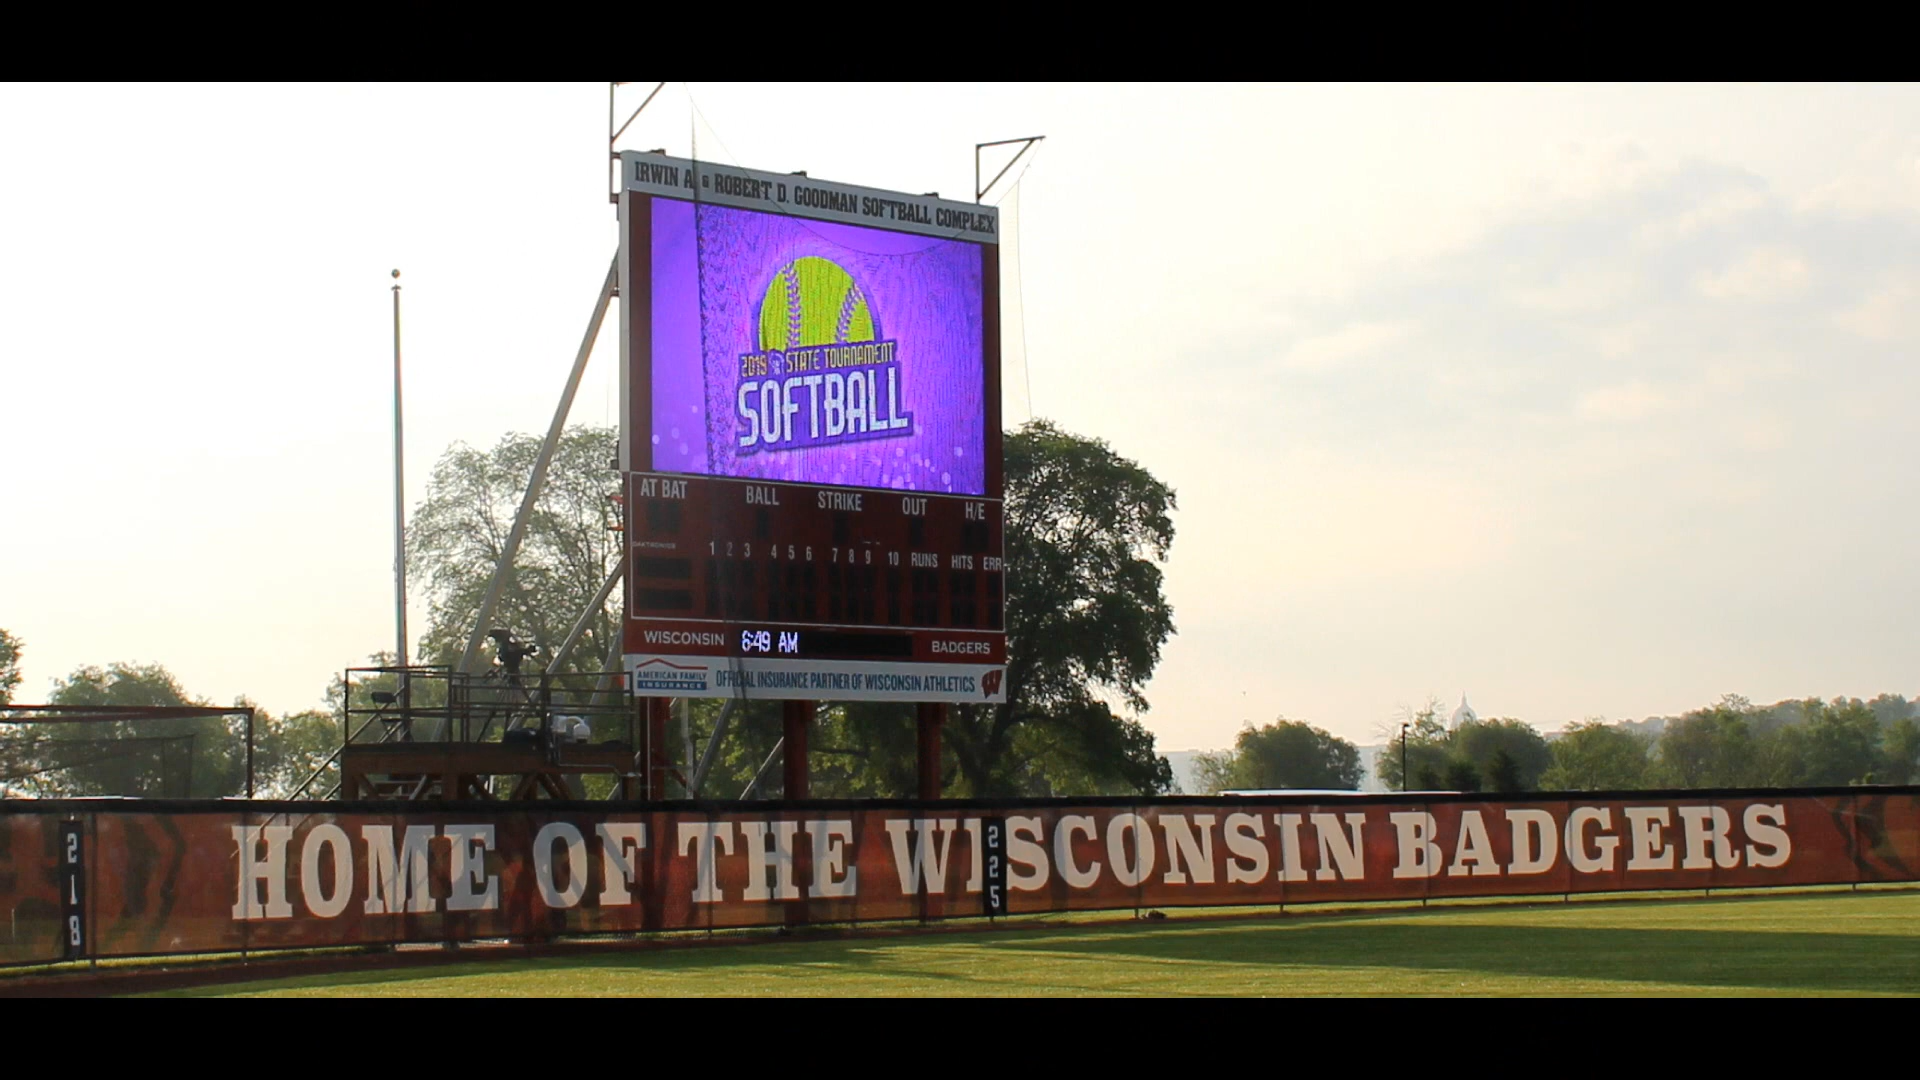 IRWIN A. & ROBERT D. GOODMAN SOFTBALL COMPLEX
2019 STATE TOURNAMENT
SOFTBALL
AT BAT BALL STRIKE OUT H/E
DAKTRONICS 1 2 3 4 5 6 7 8 9 10 RUNS HITS ERR
WISCONSIN 6:49 AM BADGERS
AMERICAN FAMILY
INSURANCE
OFFICIAL INSURANCE PARTNER OF WISCONSIN ATHLETICS W
218
HOME OF THE WISCONSIN BADGERS
225